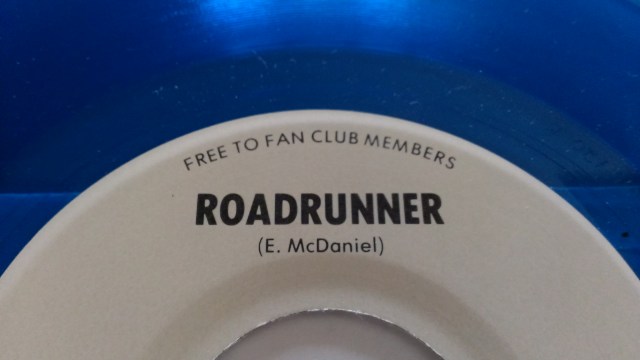 FREE TO FAN CLUB MEMBERS
ROADRUNNER
(E. McDaniel)